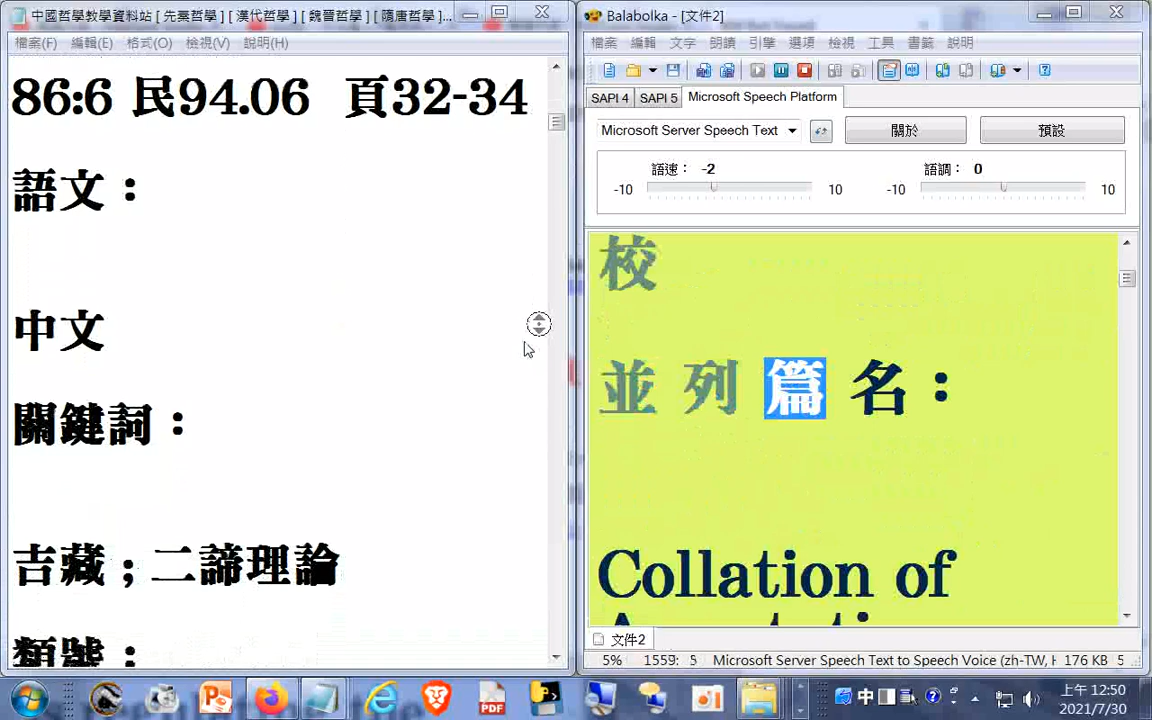 中國哲學教學資料站 [ 先秦哲學 ] [ 漢代哲學 ] [ 魏晉哲學 ] [ 隋唐哲學 ]...
檔案(F) 編輯(E) 格式(O) 檢視(V) 說明(H)
86:6 民94.06 頁32-34
語文：
中文
關鍵詞：
吉藏；二諦理論
類號：
Balabolka - [文件2]
檔案 編輯 文字 朗讀 引擎 選項 檢視 工具 書籤 說明
SAPI 4 SAPI 5 Microsoft Speech Platform
Microsoft Server Speech Text 關於 預設
語速： -2 語調： 0
-10 10 -10 10
校
並列篇名：
Collation of
文件2
5% 1559: 5 Microsoft Server Speech Text to Speech Voice (zh-TW, H 176 KB 5
PDF
中
上午 12:50
2021/7/30